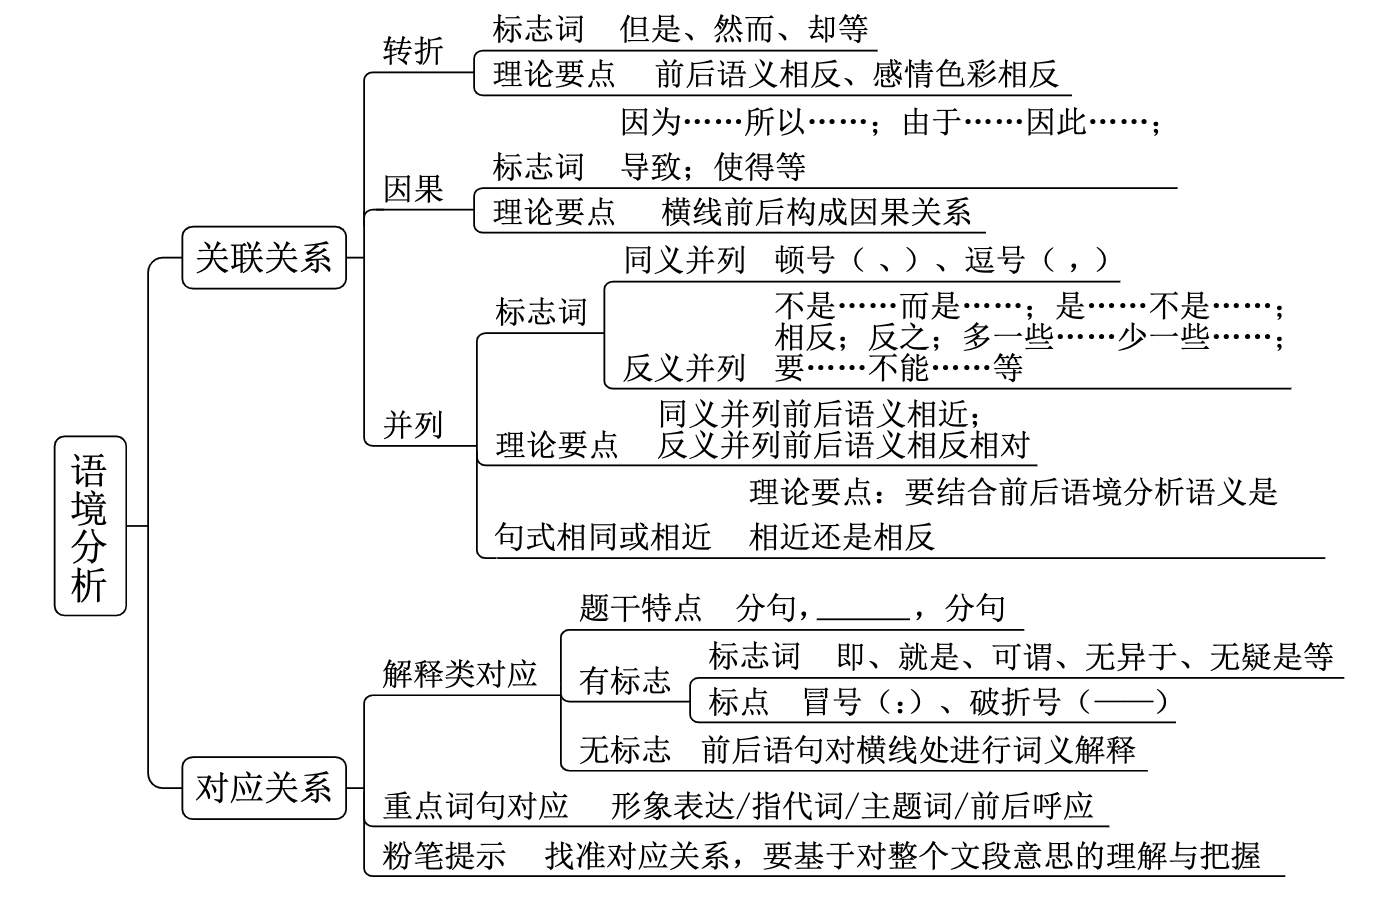 标志词 但是、然而、却等
转折
理论要点 前后语义相反、感情色彩相反
因为……所以……；由于……因此……；
标志词 导致；使得等
因果
理论要点 横线前后构成因果关系
关联关系
同义并列 顿号（、）、逗号（，）
标志词
不是……而是……；是……不是……；
相反；反之；多一些……少一些……；
反义并列 要……不能……等
并列
同义并列前后语义相近；
理论要点 反义并列前后语义相反相对
理论要点：要结合前后语境分析语义是
句式相同或相近 相近还是相反
语境分析
题干特点 分句，______，分句
解释类对应
有标志
标志词 即、就是、可谓、无异于、无疑是等
标点 冒号（：）、破折号（——）
无标志 前后语句对横线处进行词义解释
对应关系
重点词句对应 形象表达/指代词/主题词/前后呼应
粉笔提示 找准对应关系，要基于对整个文段意思的理解与把握